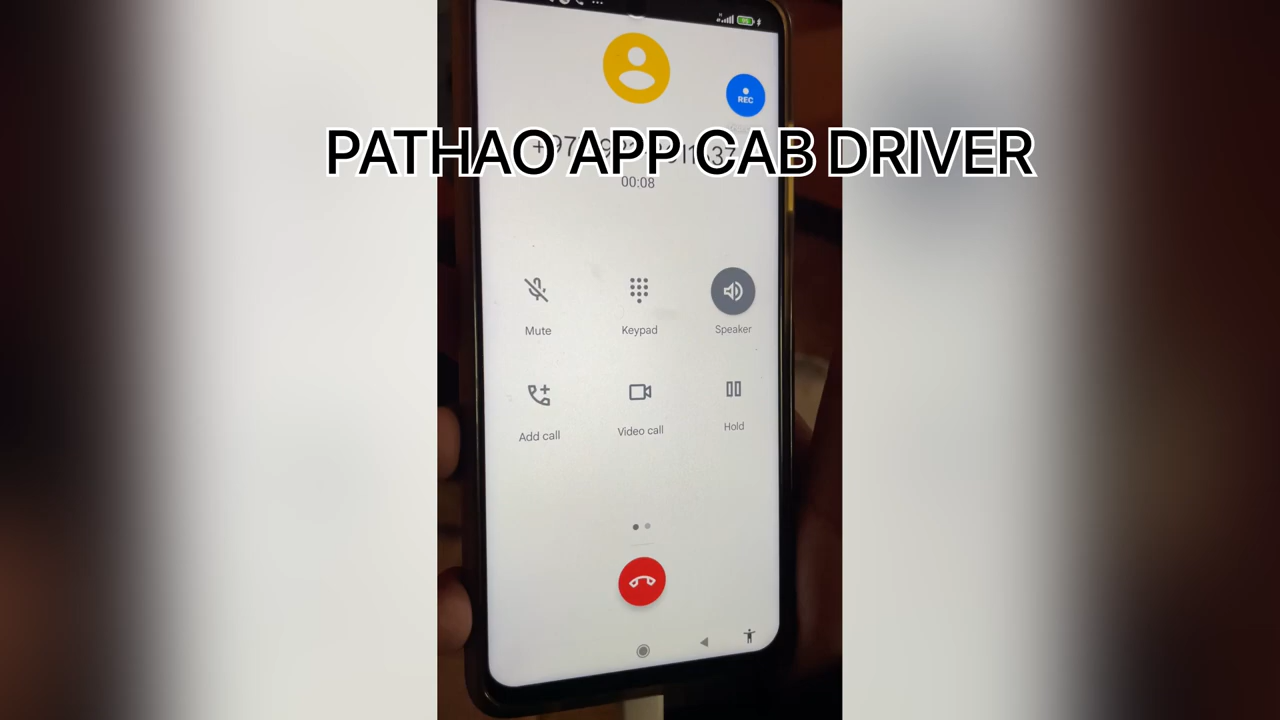 REC
PATHAO APP CAB DRIVER
00:08
Mute
Keypad
Speaker
Add call
Video call
Hold